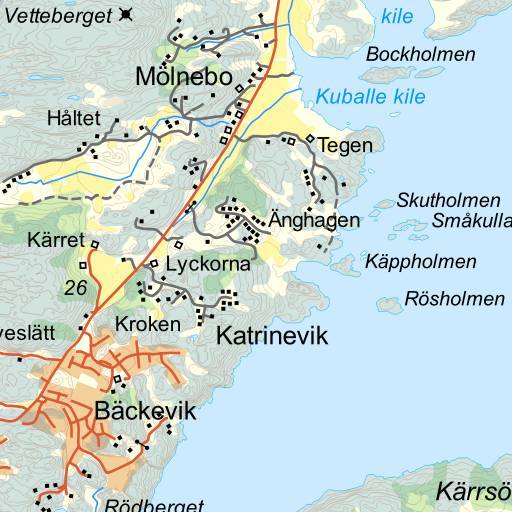 Vetteberget
kile
Bockholmen
Mölnebo
Kuballe kile
Håltet
Tegen
Skutholmen
Änghagen
Småkulla
Kärret
Lyckorna
Käppholmen
26
Rösholmen
Kroken
veslätt
Katrinevik
Bäckevik
Kärrsö
Rödberget